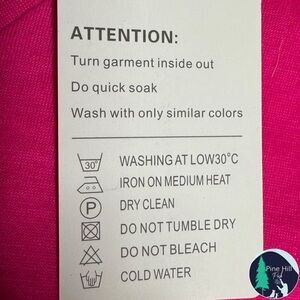 ATTENTION:
Turn garment inside out
Do quick soak
Wash with only similar colors
30° WASHING AT LOW30°C
IRON ON MEDIUM HEAT
P DRY CLEAN
DO NOT TUMBLE DRY
DO NOT BLEACH
COLD WATER
Pine Hill